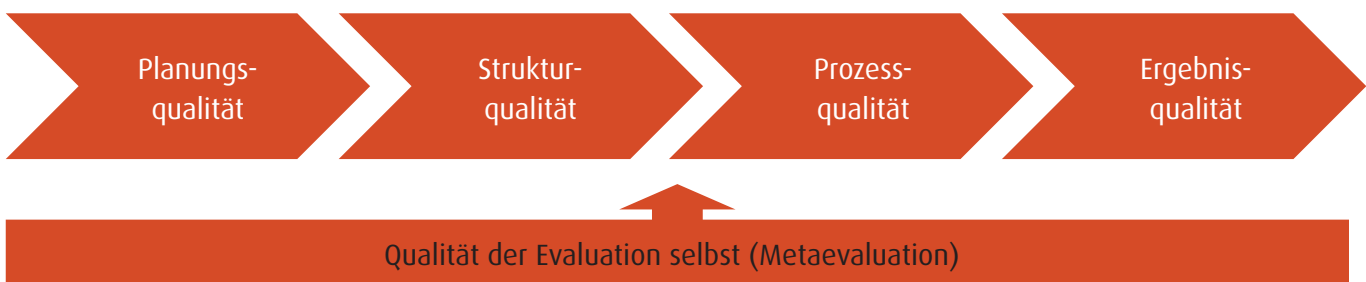 Planungs-
qualität
Struktur-
qualität
Prozess-
qualität
Ergebnis-
qualität
Qualität der Evaluation selbst (Metaevaluation)